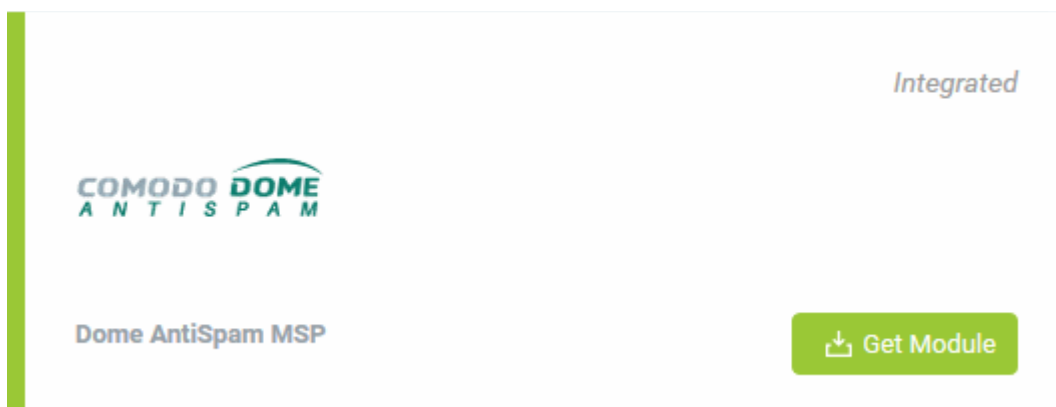 Integrated
COMODO DOME
ANTISPAM
Dome AntiSpam MSP
Get Module